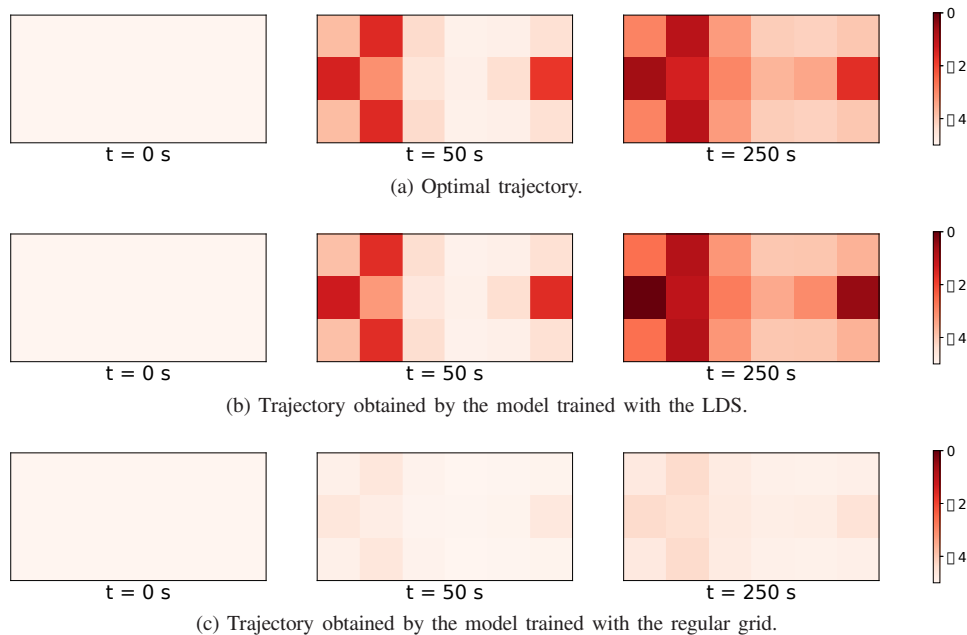 0
▯2
▯4
t = 0 s
t = 50 s
t = 250 s
(a) Optimal trajectory.
0
▯2
▯4
t = 0 s
t = 50 s
t = 250 s
(b) Trajectory obtained by the model trained with the LDS.
0
▯2
▯4
t = 0 s
t = 50 s
t = 250 s
(c) Trajectory obtained by the model trained with the regular grid.